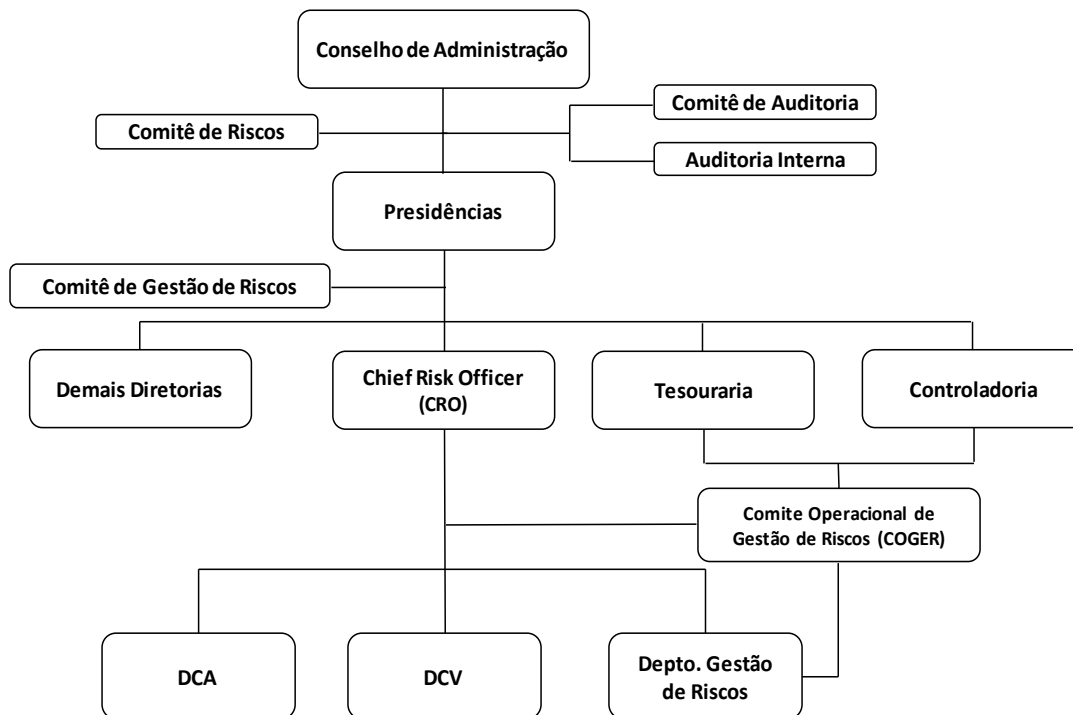 Conselho de Administração
Comitê de Auditoria
Comitê de Riscos
Auditoria Interna
Presidências
Comitê de Gestão de Riscos
Demais Diretorias
Chief Risk Officer
(CRO)
Tesouraria
Controladoria
Comite Operacional de
Gestão de Riscos (COGER)
DCA
DCV
Depto. Gestão
de Riscos